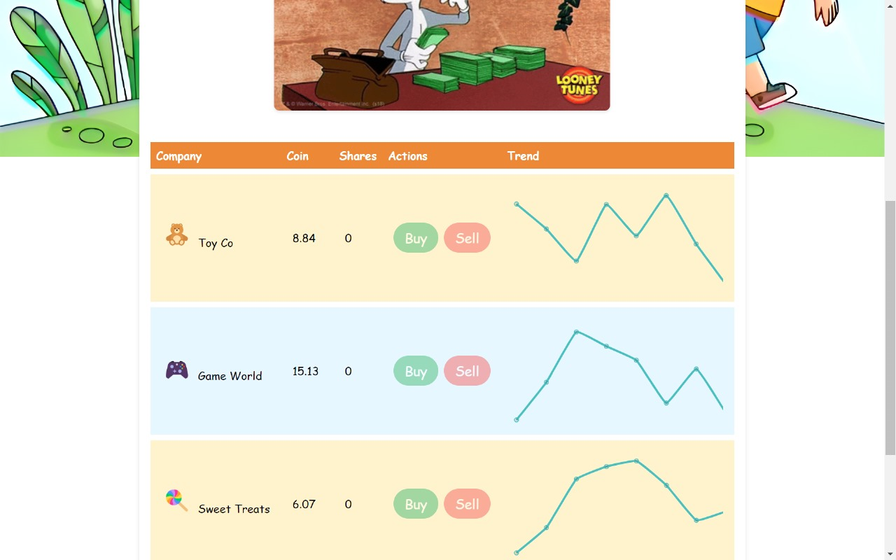 LOONEY
TUNES
Company Coin Shares Actions Trend
Toy Co 8.84 0 Buy Sell
Game World 15.13 0 Buy Sell
Sweet Treats 6.07 0 Buy Sell